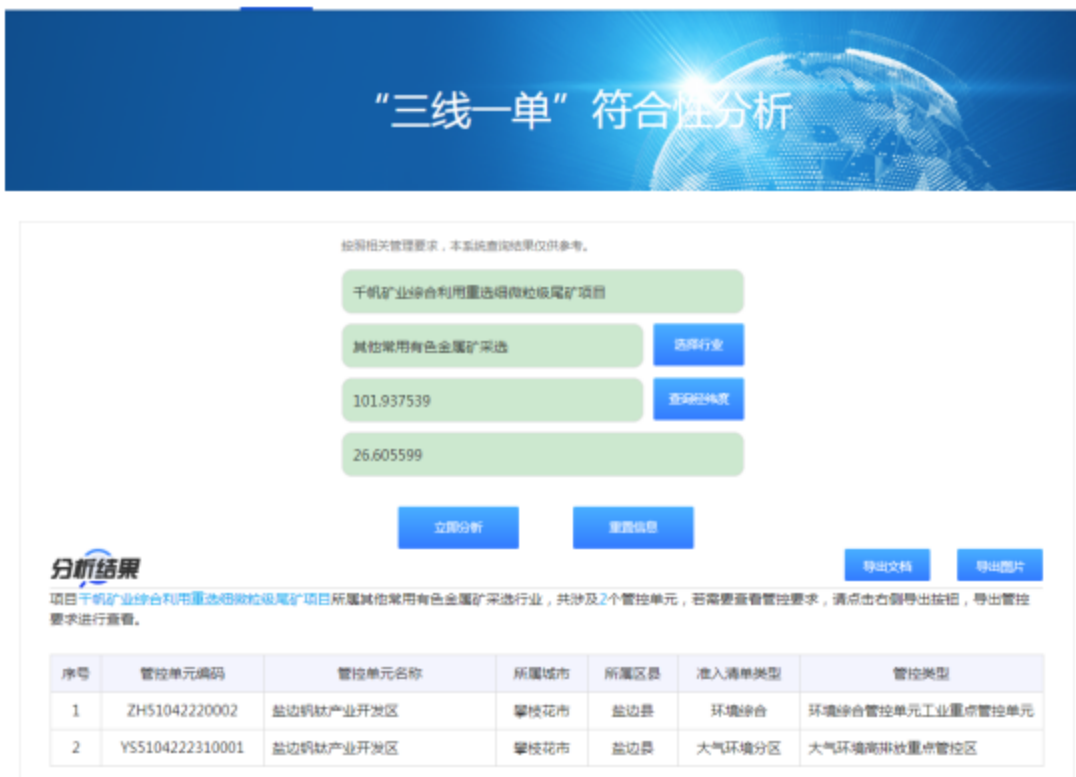 “三线一单”符合性分析
按照相关管理要求，本系统查询结果仅供参考。
千帆矿业综合利用重选细微粒级尾矿项目
其他常用有色金属矿采选 选择行业
101.937539 查询经纬度
26.605599
立即分析 重置信息
分析结果 导出文档 导出图片
项目千帆矿业综合利用重选细微粒级尾矿项目所属其他常用有色金属矿采选行业，共涉及2个管控单元，若需要查看管控要求，请点击右侧导出按钮，导出管控
要求进行查看。
序号 管控单元编码 管控单元名称 所属城市 所属区县 准入清单类型 管控类型
1 ZH51042220002 盐边钒钛产业开发区 攀枝花市 盐边县 环境综合 环境综合管控单元工业重点管控单元
2 YS5104222310001 盐边钒钛产业开发区 攀枝花市 盐边县 大气环境分区 大气环境高排放重点管控区